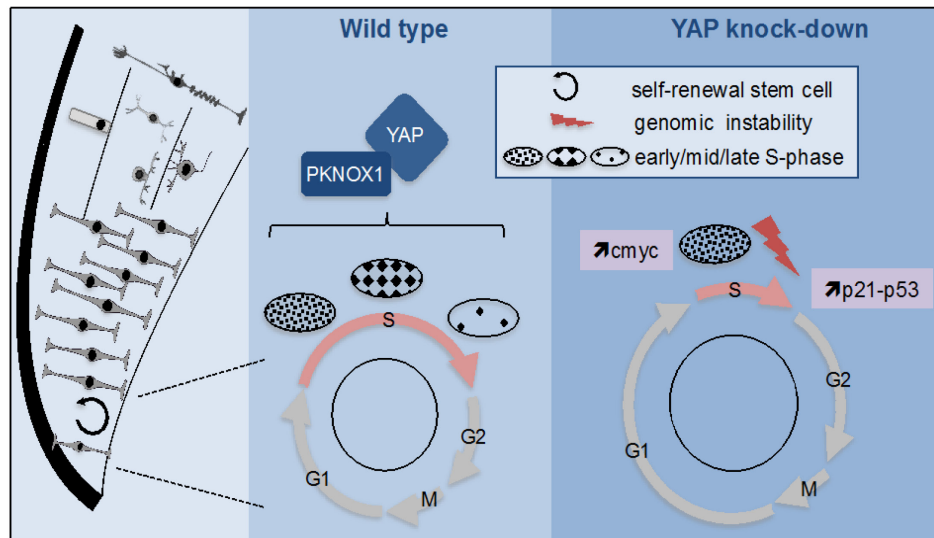 Wild type
YAP knock-down
self-renewal stem cell
genomic instability
early/mid/late S-phase
YAP
PKNOX1
S
G2
M
G1
↗cmyc
S
↗p21-p53
G2
M
G1